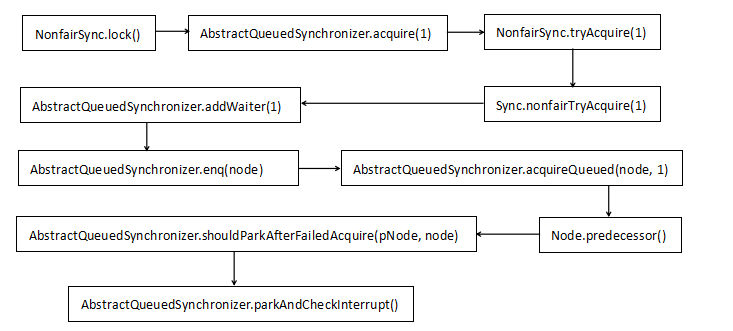 NonfairSync.lock()
AbstractQueuedSynchronizer.acquire(1)
NonfairSync.tryAcquire(1)
Sync.nonfairTryAcquire(1)
AbstractQueuedSynchronizer.addWaiter(1)
AbstractQueuedSynchronizer.enq(node)
AbstractQueuedSynchronizer.acquireQueued(node, 1)
Node.predecessor()
AbstractQueuedSynchronizer.shouldParkAfterFailedAcquire(pNode, node)
AbstractQueuedSynchronizer.parkAndCheckInterrupt()